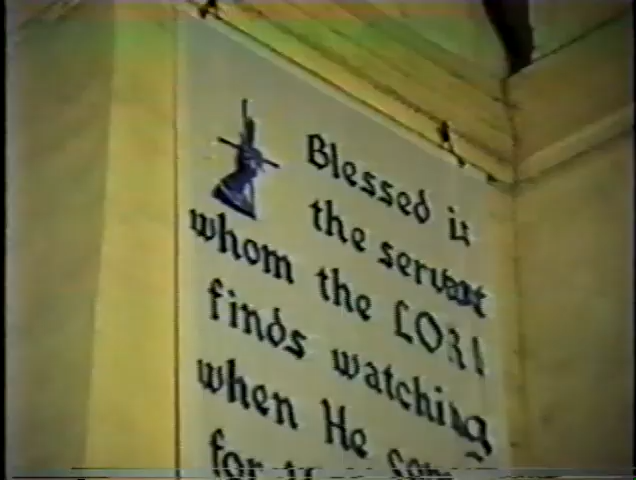 Blessed is
the servant
whom the LORD
finds watching
when He
for